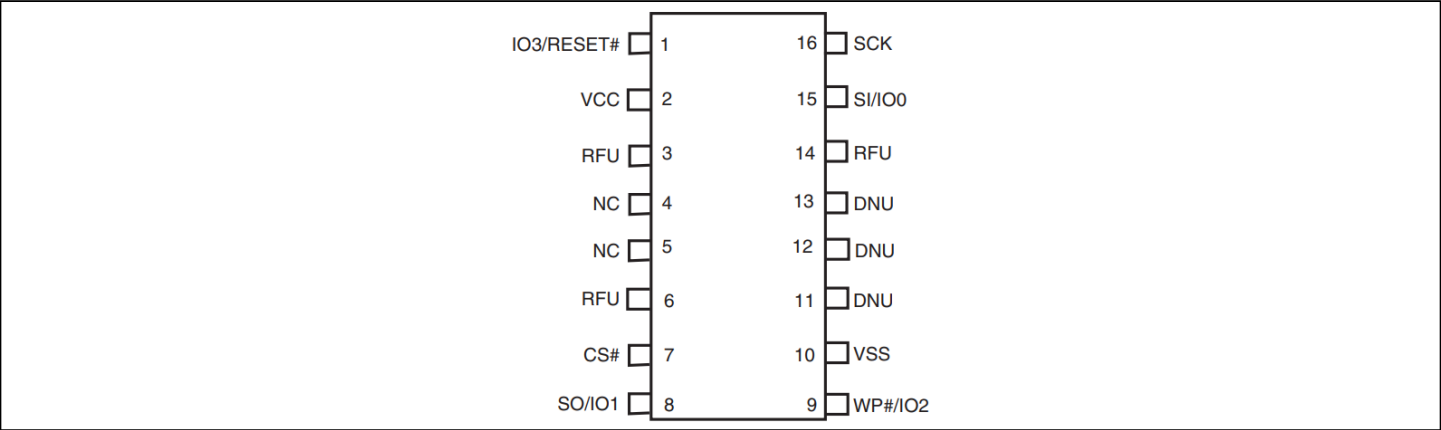 IO3/RESET# 1 16 SCK
VCC 2 15 SI/IO0
RFU 3 14 RFU
NC 4 13 DNU
NC 5 12 DNU
RFU 6 11 DNU
CS# 7 10 VSS
SO/IO1 8 9 WP#/IO2